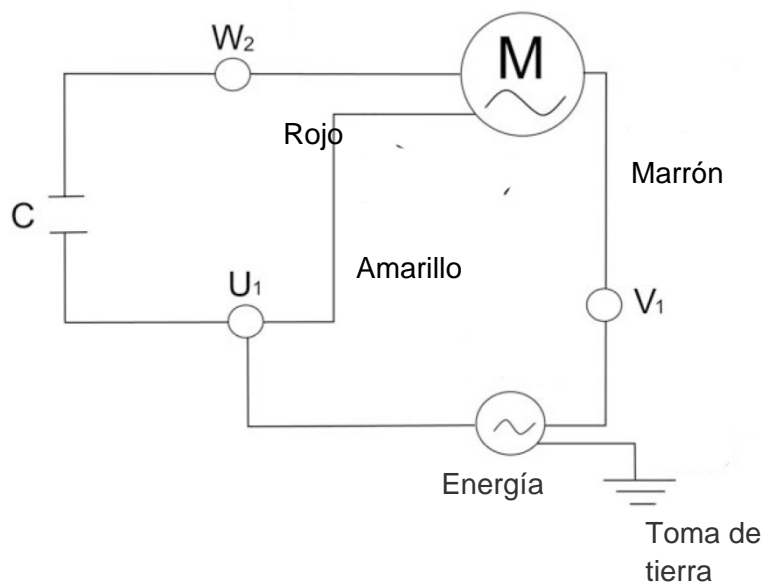 W2
M
Rojo
Marrón
C
Amarillo
U1
V1
Energía
Toma de
tierra